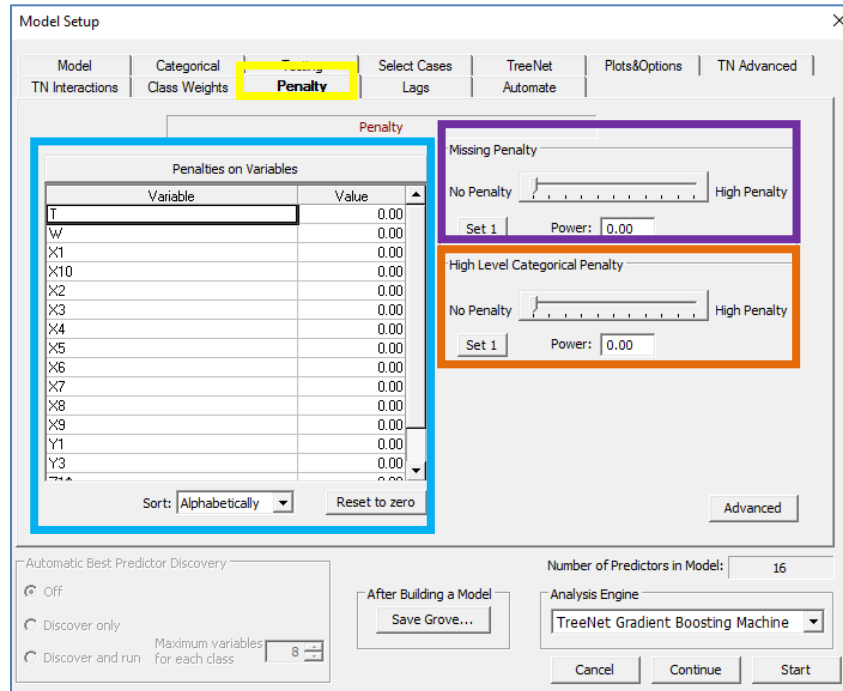 Model Setup
Model Categorical Testing Select Cases TreeNet Plots&Options TN Advanced
TN Interactions Class Weights Penalty Lags Automate
Penalty
Penalties on Variables
Variable Value
T 0.00
W 0.00
X1 0.00
X10 0.00
X2 0.00
X3 0.00
X4 0.00
X5 0.00
X6 0.00
X7 0.00
X8 0.00
X9 0.00
Y1 0.00
Y3 0.00
Sort: Alphabetically Reset to zero
Missing Penalty
No Penalty High Penalty
Set 1 Power: 0.00
High Level Categorical Penalty
No Penalty High Penalty
Set 1 Power: 0.00
Advanced
Automatic Best Predictor Discovery
Off
Discover only
Discover and run
Maximum variables
for each class 8
After Building a Model
Save Grove...
Number of Predictors in Model: 16
Analysis Engine
TreeNet Gradient Boosting Machine
Cancel Continue Start